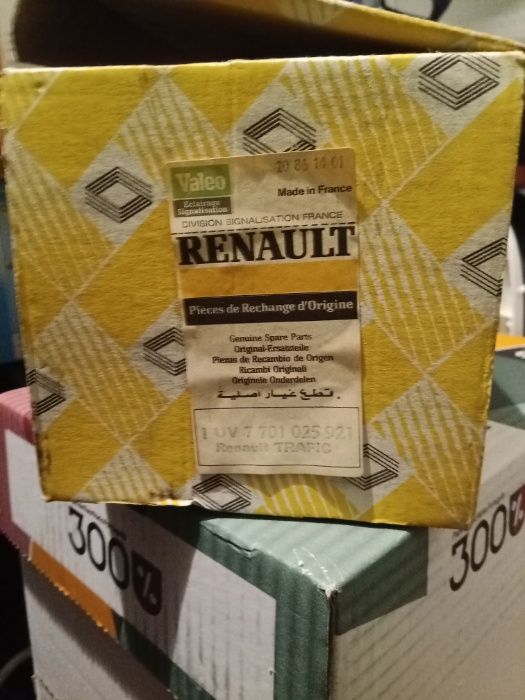 Valeo
Eclairage
Signalisation
20 86 14 01
Made in France
DIVISION SIGNALISATION FRANCE
RENAULT
Pièces de Rechange d'Origine
Genuine Spare Parts
Original-Ersatzteile
Piezas de Recambio de Origen
Ricambi Originali
Originele Onderdelen
قطع غيار اصلية .
1 UV 7 701 025 921
Renault TRAFIC
300
300